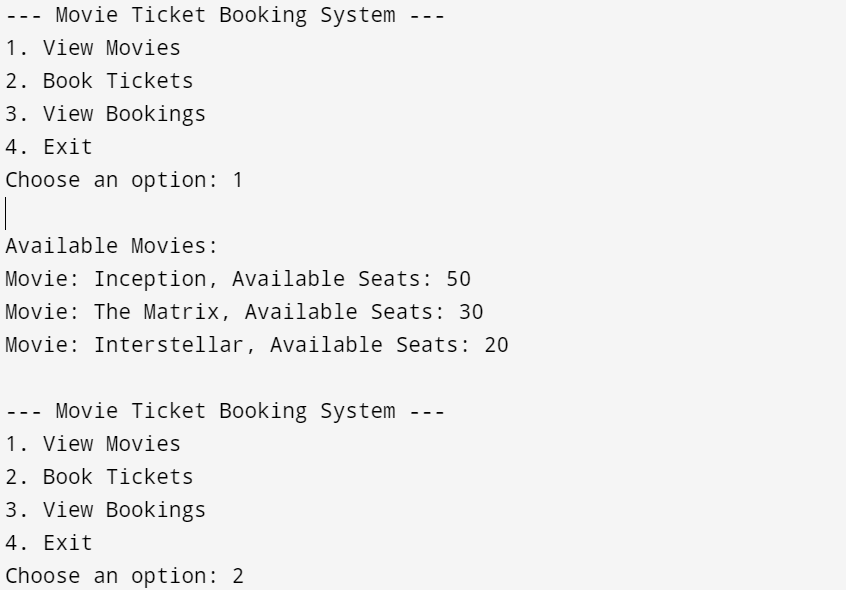 --- Movie Ticket Booking System ---
1. View Movies
2. Book Tickets
3. View Bookings
4. Exit
Choose an option: 1
Available Movies:
Movie: Inception, Available Seats: 50
Movie: The Matrix, Available Seats: 30
Movie: Interstellar, Available Seats: 20
--- Movie Ticket Booking System ---
1. View Movies
2. Book Tickets
3. View Bookings
4. Exit
Choose an option: 2